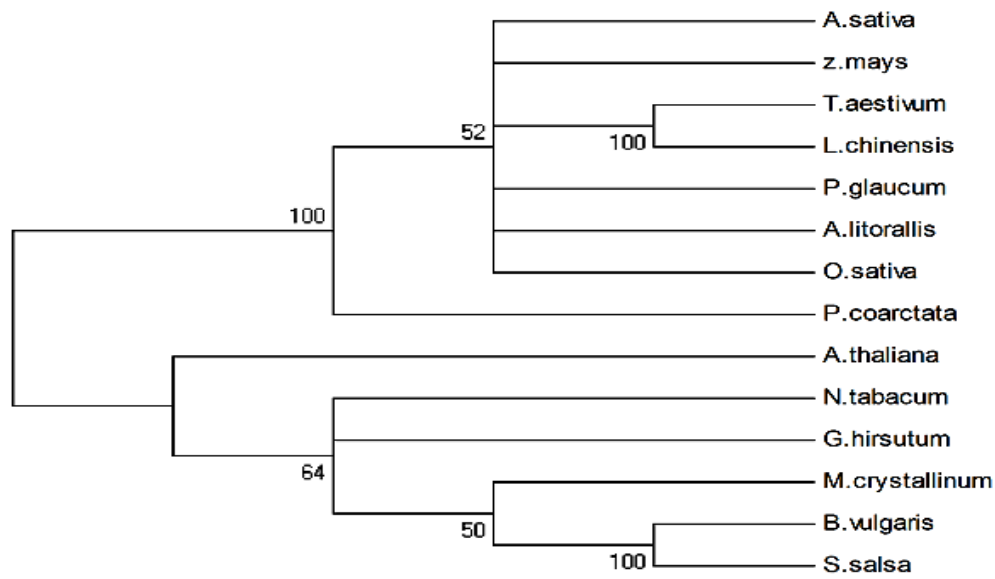 A.sativa
z.mays
T.aestivum
52
100
L.chinensis
P.glaucum
100
A.litorallis
O.sativa
P.coarctata
A.thaliana
N.tabacum
G.hirsutum
64
M.crystallinum
50
B.vulgaris
100
S.salsa